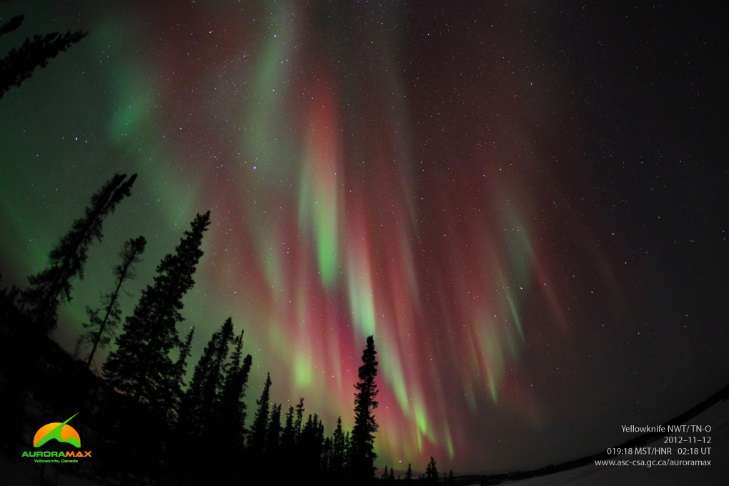 AURORAMAX
Yellowknife, Canada
Yellowknife NWT/TN-O
2012-11-12
019:18 MST/HNR 02:18 UT
www.asc-csa.gc.ca/auroramax